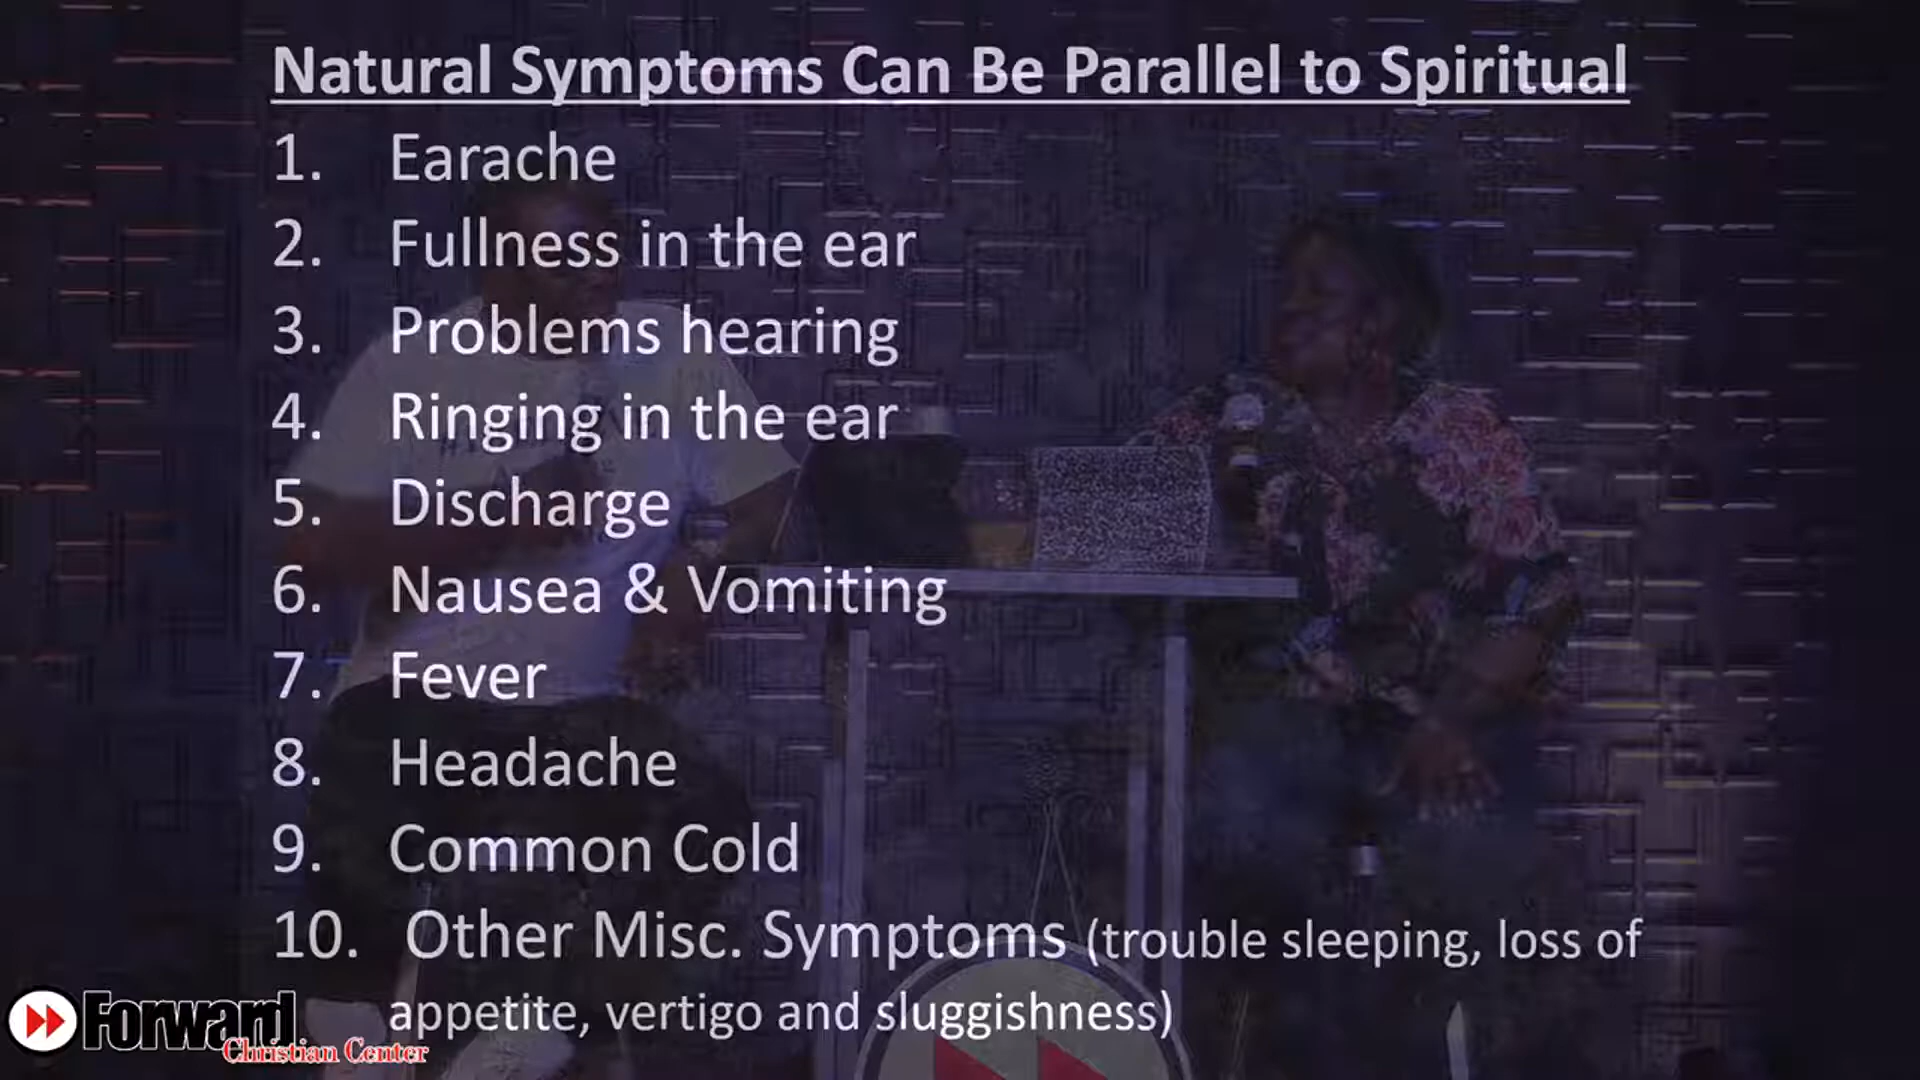 Natural Symptoms Can Be Parallel to Spiritual
1. Earache
2. Fullness in the ear
3. Problems hearing
4. Ringing in the ear
5. Discharge
6. Nausea & Vomiting
7. Fever
8. Headache
9. Common Cold
10. Other Misc. Symptoms (trouble sleeping, loss of
appetite, vertigo and sluggishness)
Forward
Christian Center